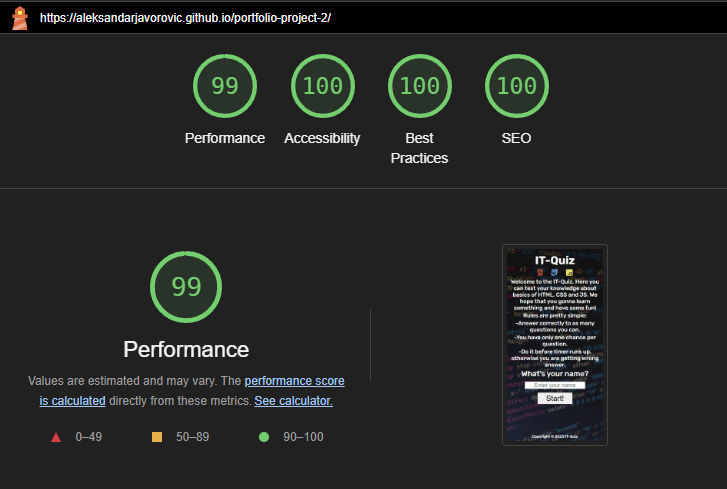 https://aleksandarjavorovic.github.io/portfolio-project-2/
99 100 100 100
Performance Accessibility Best SEO
Practices
99
Performance
Values are estimated and may vary. The performance score
is calculated directly from these metrics. See calculator.
0–49 50–89 90–100
IT-Quiz
Welcome to the IT-Quiz. Here you
can test your knowledge about
basics of HTML, CSS and JS. We
hope that you gonna learn
something and have some fun!
Rules are pretty simple:
-Answer correctly to as many
questions you can.
-You have only one chance per
question.
-Do it before timer runs up,
otherwise you are getting wrong
answer.
What's your name?
Enter your name
Start!
Copyright © 2023 IT-Quiz